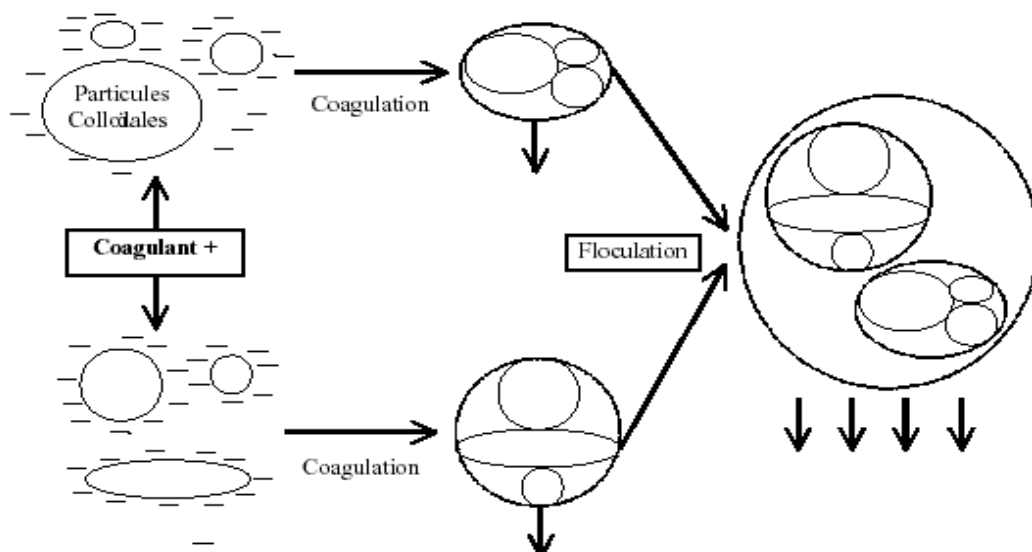 Particules
Colloïdales
Coagulation
Coagulant +
Floculation
Coagulation